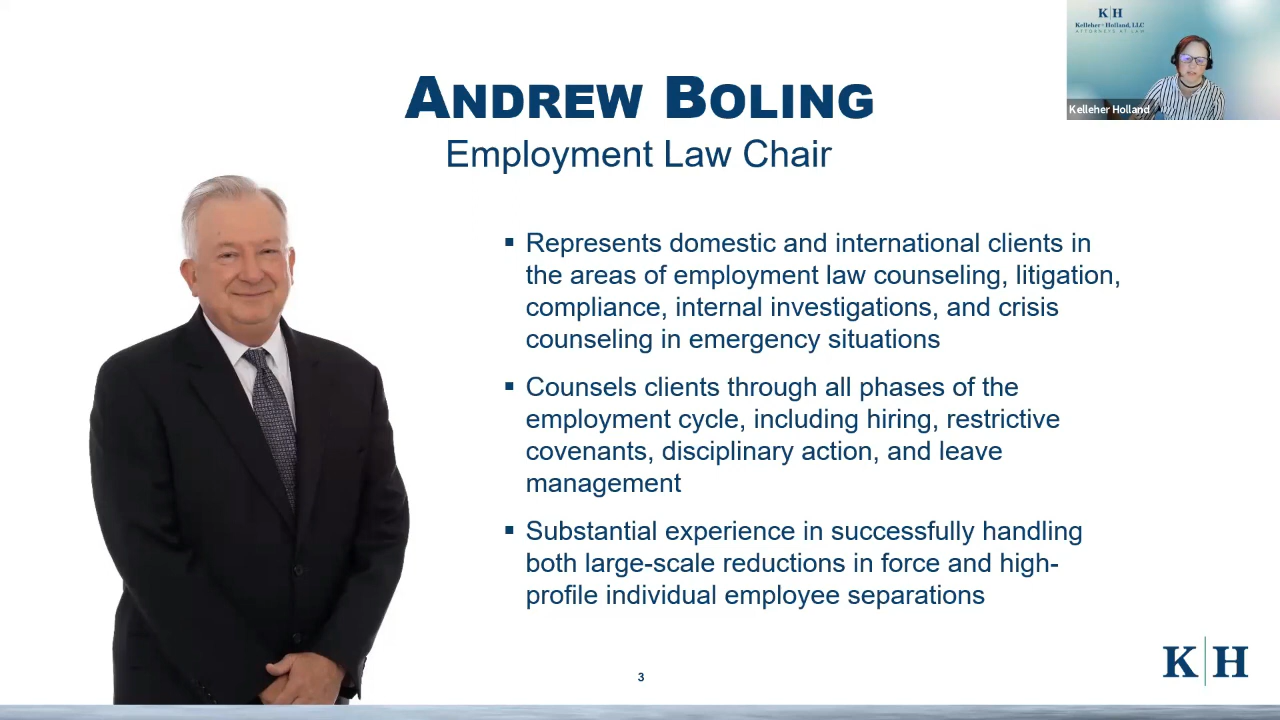 K|H
Kelleher + Holland, LLC
ATTORNEYS AT LAW
Kelleher Holland
ANDREW BOLING
Employment Law Chair
▪ Represents domestic and international clients in
the areas of employment law counseling, litigation,
compliance, internal investigations, and crisis
counseling in emergency situations
▪ Counsels clients through all phases of the
employment cycle, including hiring, restrictive
covenants, disciplinary action, and leave
management
▪ Substantial experience in successfully handling
both large-scale reductions in force and high-
profile individual employee separations
3
K|H